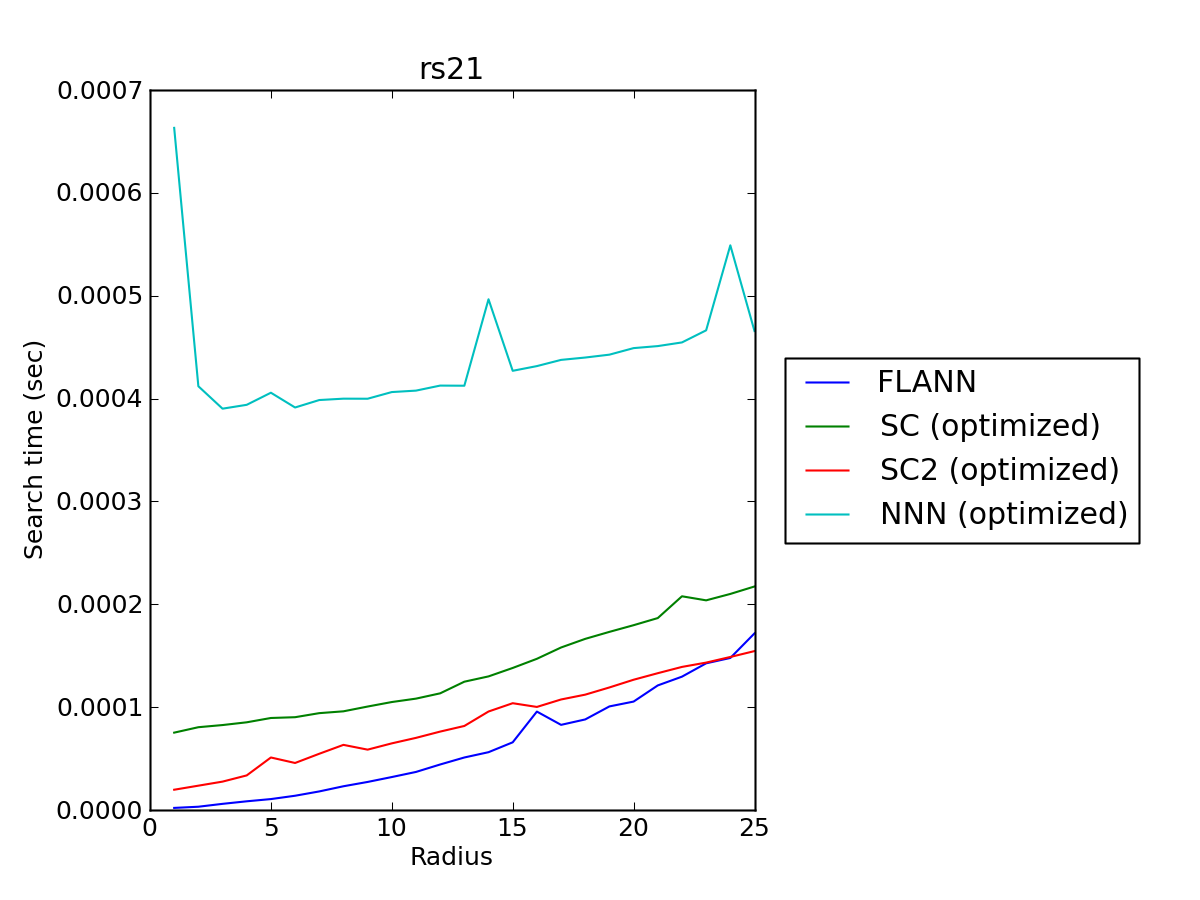 rs21
0.0007
0.0006
0.0005
0.0004
0.0003
0.0002
0.0001
0.0000
Search time (sec)
0 5 10 15 20 25
Radius
FLANN
SC (optimized)
SC2 (optimized)
NNN (optimized)